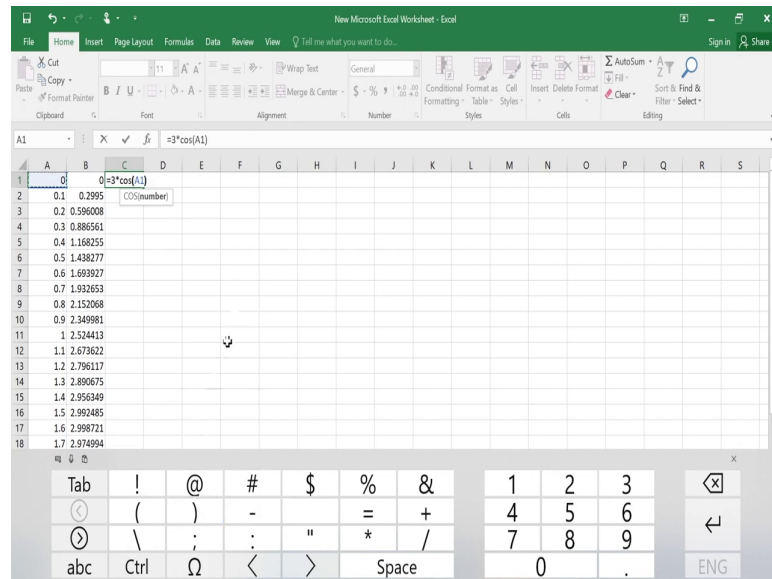 New Microsoft Excel Worksheet - Excel
File Home Insert Page Layout Formulas Data Review View Tell me what you want to do... Sign in Share
Paste Cut Copy Format Painter
Clipboard
11 A A B I U A
Font
Wrap Text Merge & Center
Alignment
General $ % , .0 .00 .00 .0
Number
Conditional Formatting Format as Table Cell Styles
Styles
Insert Delete Format
Cells
Σ AutoSum Fill Clear Sort & Filter Find & Select
Editing
A1 fx =3*cos(A1)
A B C D E F G H I J K L M N O P Q R S
1 0 0 =3*cos(A1)
COS(number)
2 0.1 0.2995
3 0.2 0.596008
4 0.3 0.886561
5 0.4 1.168255
6 0.5 1.438277
7 0.6 1.693927
8 0.7 1.932653
9 0.8 2.152068
10 0.9 2.349981
11 1 2.524413
12 1.1 2.673622
13 1.2 2.796117
14 1.3 2.890675
15 1.4 2.956349
16 1.5 2.992485
17 1.6 2.998721
18 1.7 2.974994
Tab ! @ # $ % & 1 2 3
( ) - = + 4 5 6
\ ; : " * / 7 8 9
abc Ctrl Ω < > Space 0 . ENG